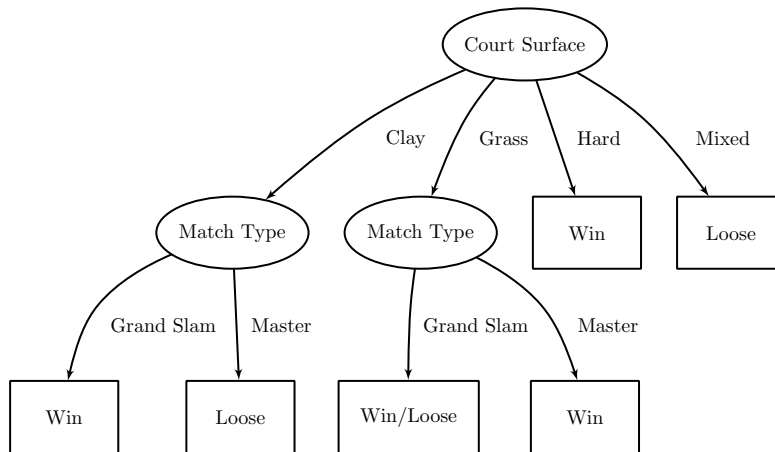 Court Surface
Clay
Grass
Hard
Mixed
Match Type
Match Type
Win
Loose
Grand Slam
Master
Grand Slam
Master
Win
Loose
Win/Loose
Win